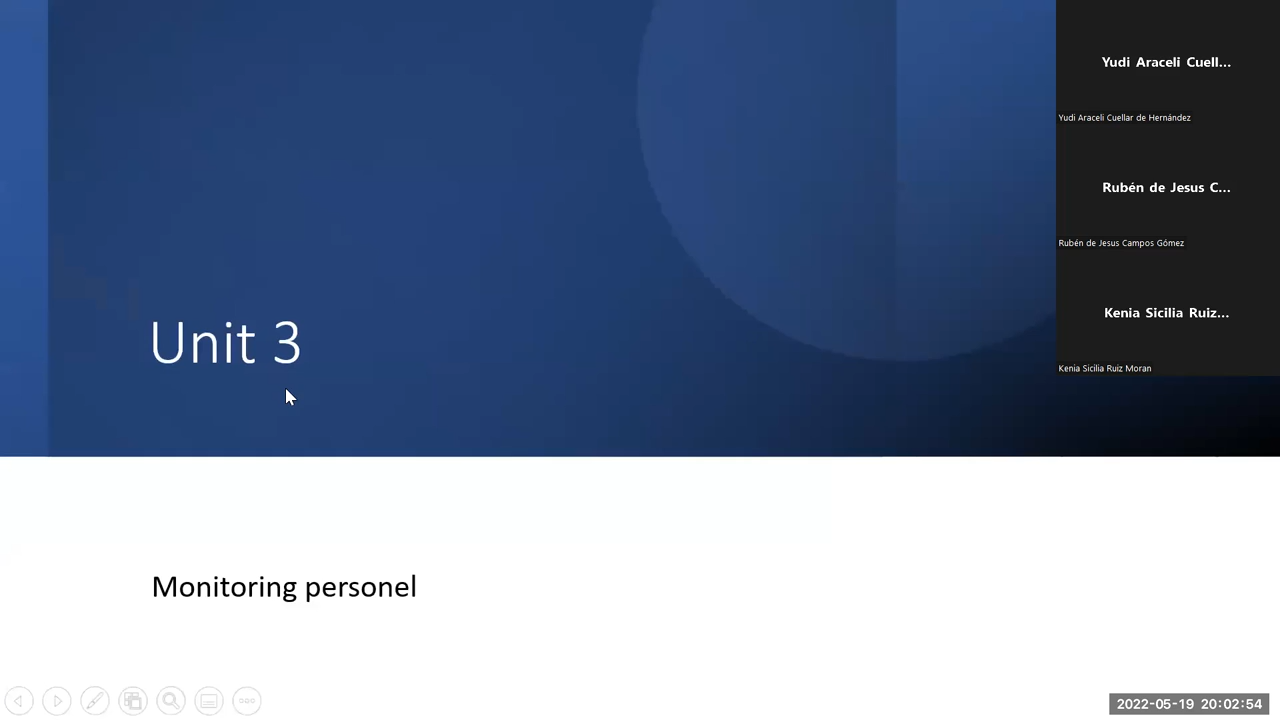 Unit 3
Monitoring personel
Yudi Araceli Cuell...
Yudi Araceli Cuellar de Hernández
Rubén de Jesus C...
Rubén de Jesus Campos Gómez
Kenia Sicilia Ruiz...
Kenia Sicilia Ruiz Moran
2022-05-19 20:02:54